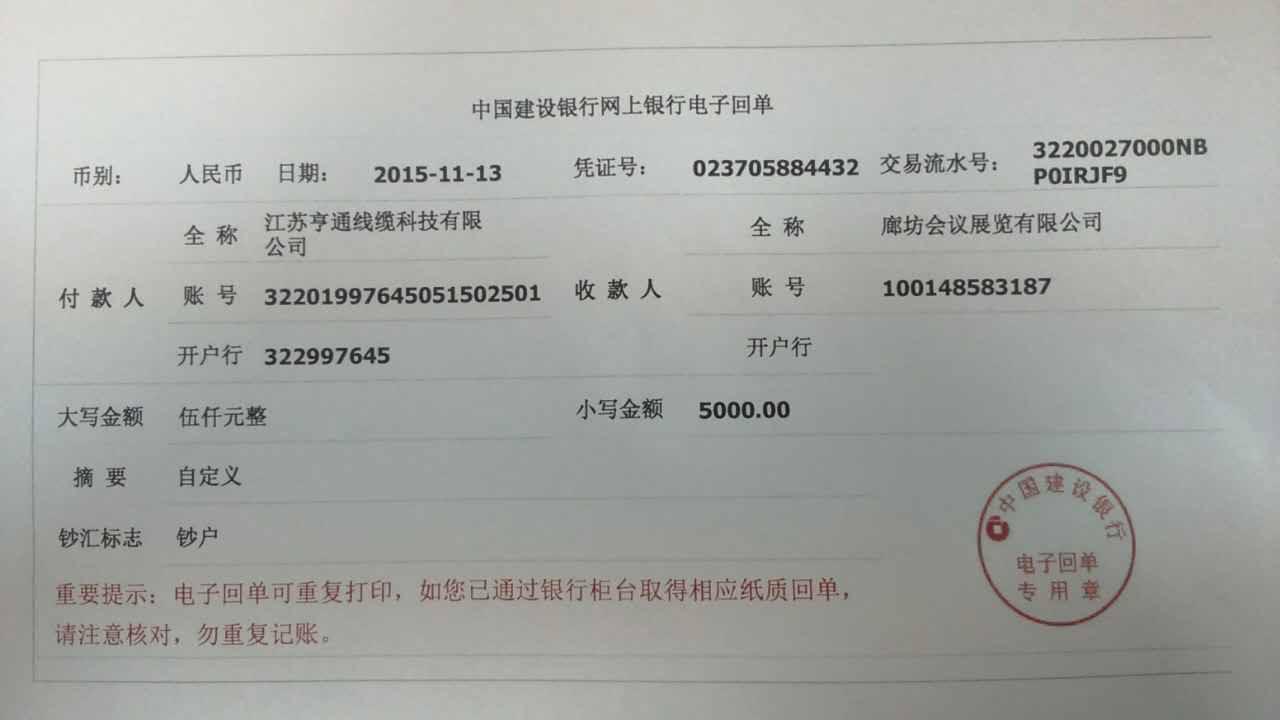 中国建设银行网上银行电子回单
币别： 人民币 日期： 2015-11-13 凭证号： 023705884432 交易流水号： 3220027000NB
P0IRJF9
全 称 江苏亨通线缆科技有限
公司
全 称 廊坊会议展览有限公司
付 款 人 账 号 32201997645051502501 收 款 人 账 号 100148583187
开户行 322997645 开户行
大写金额 伍仟元整 小写金额 5000.00
摘 要 自定义
钞汇标志 钞户
重要提示：电子回单可重复打印，如您已通过银行柜台取得相应纸质回单，
请注意核对，勿重复记账。
中国建设银行
电子回单
专 用 章